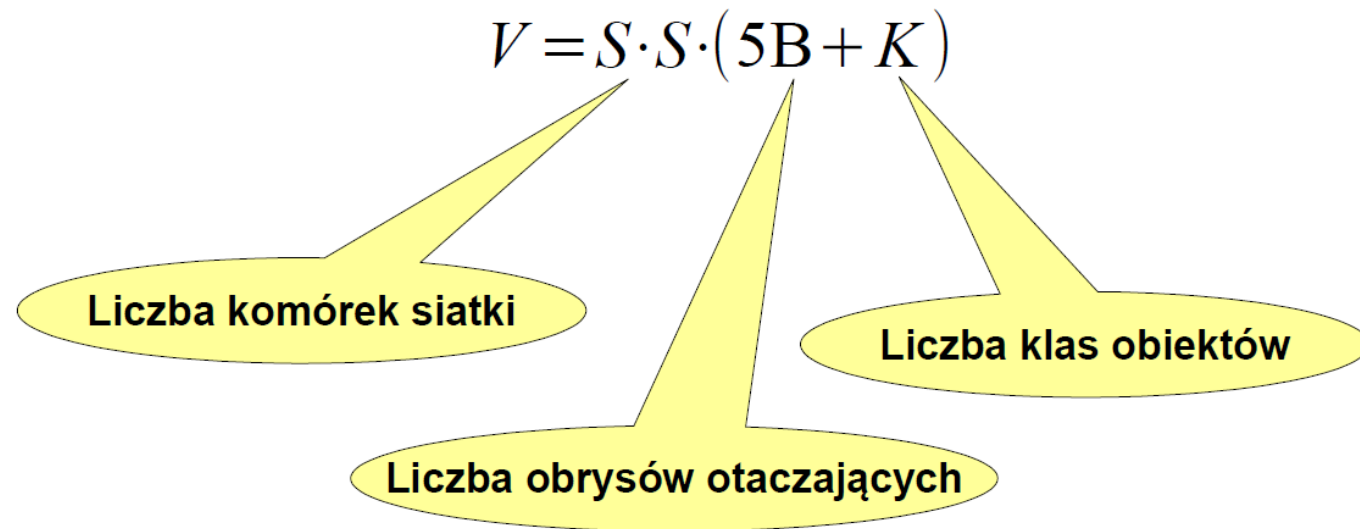 V = S·S·(5B + K)
Liczba komórek siatki
Liczba klas obiektów
Liczba obrysów otaczających